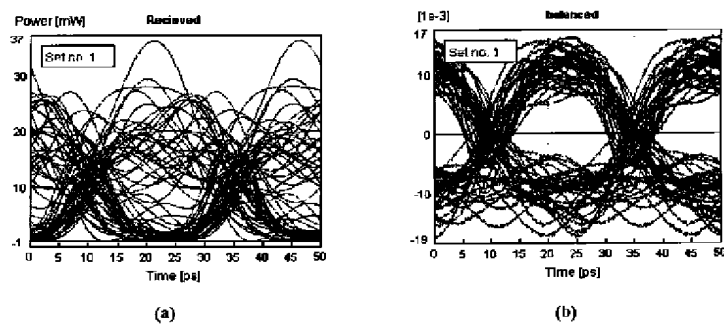 Power [mW] Recieved
37
Set no. 1
30
20
10
-1
0 5 10 15 20 25 30 35 40 45 50
Time [ps]
(a)
[1e-3] balanced
17
Set no. 1
10
0
-10
-19
0 5 10 15 20 25 30 35 40 45 50
Time [ps]
(b)